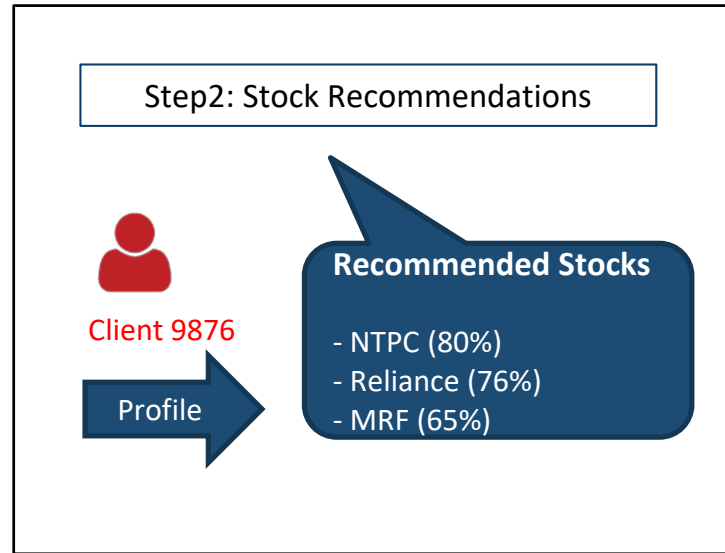 Step2: Stock Recommendations
Client 9876
Profile
Recommended Stocks
- NTPC (80%)
- Reliance (76%)
- MRF (65%)